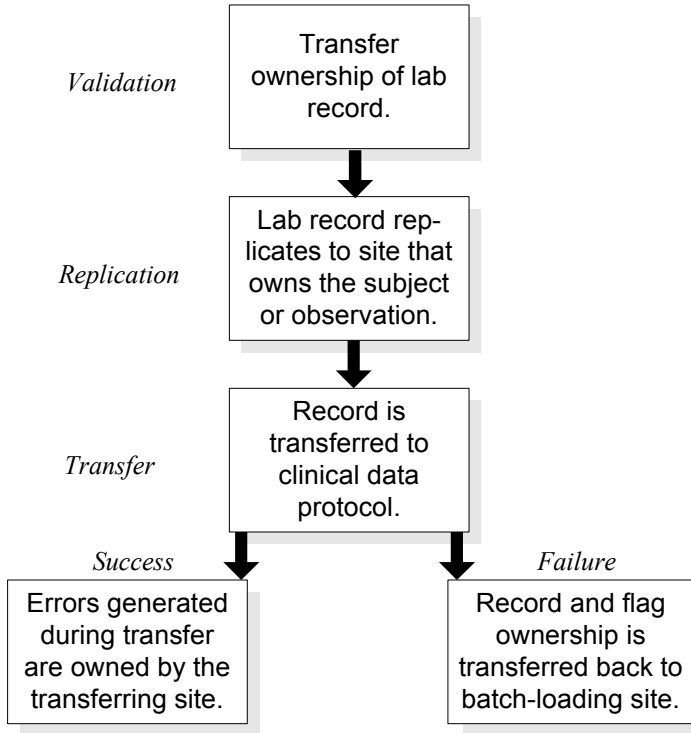 Validation
Transfer
ownership of lab
record.
Replication
Lab record rep-
licates to site that
owns the subject
or observation.
Transfer
Record is
transferred to
clinical data
protocol.
Success
Errors generated
during transfer
are owned by the
transferring site.
Failure
Record and flag
ownership is
transferred back to
batch-loading site.